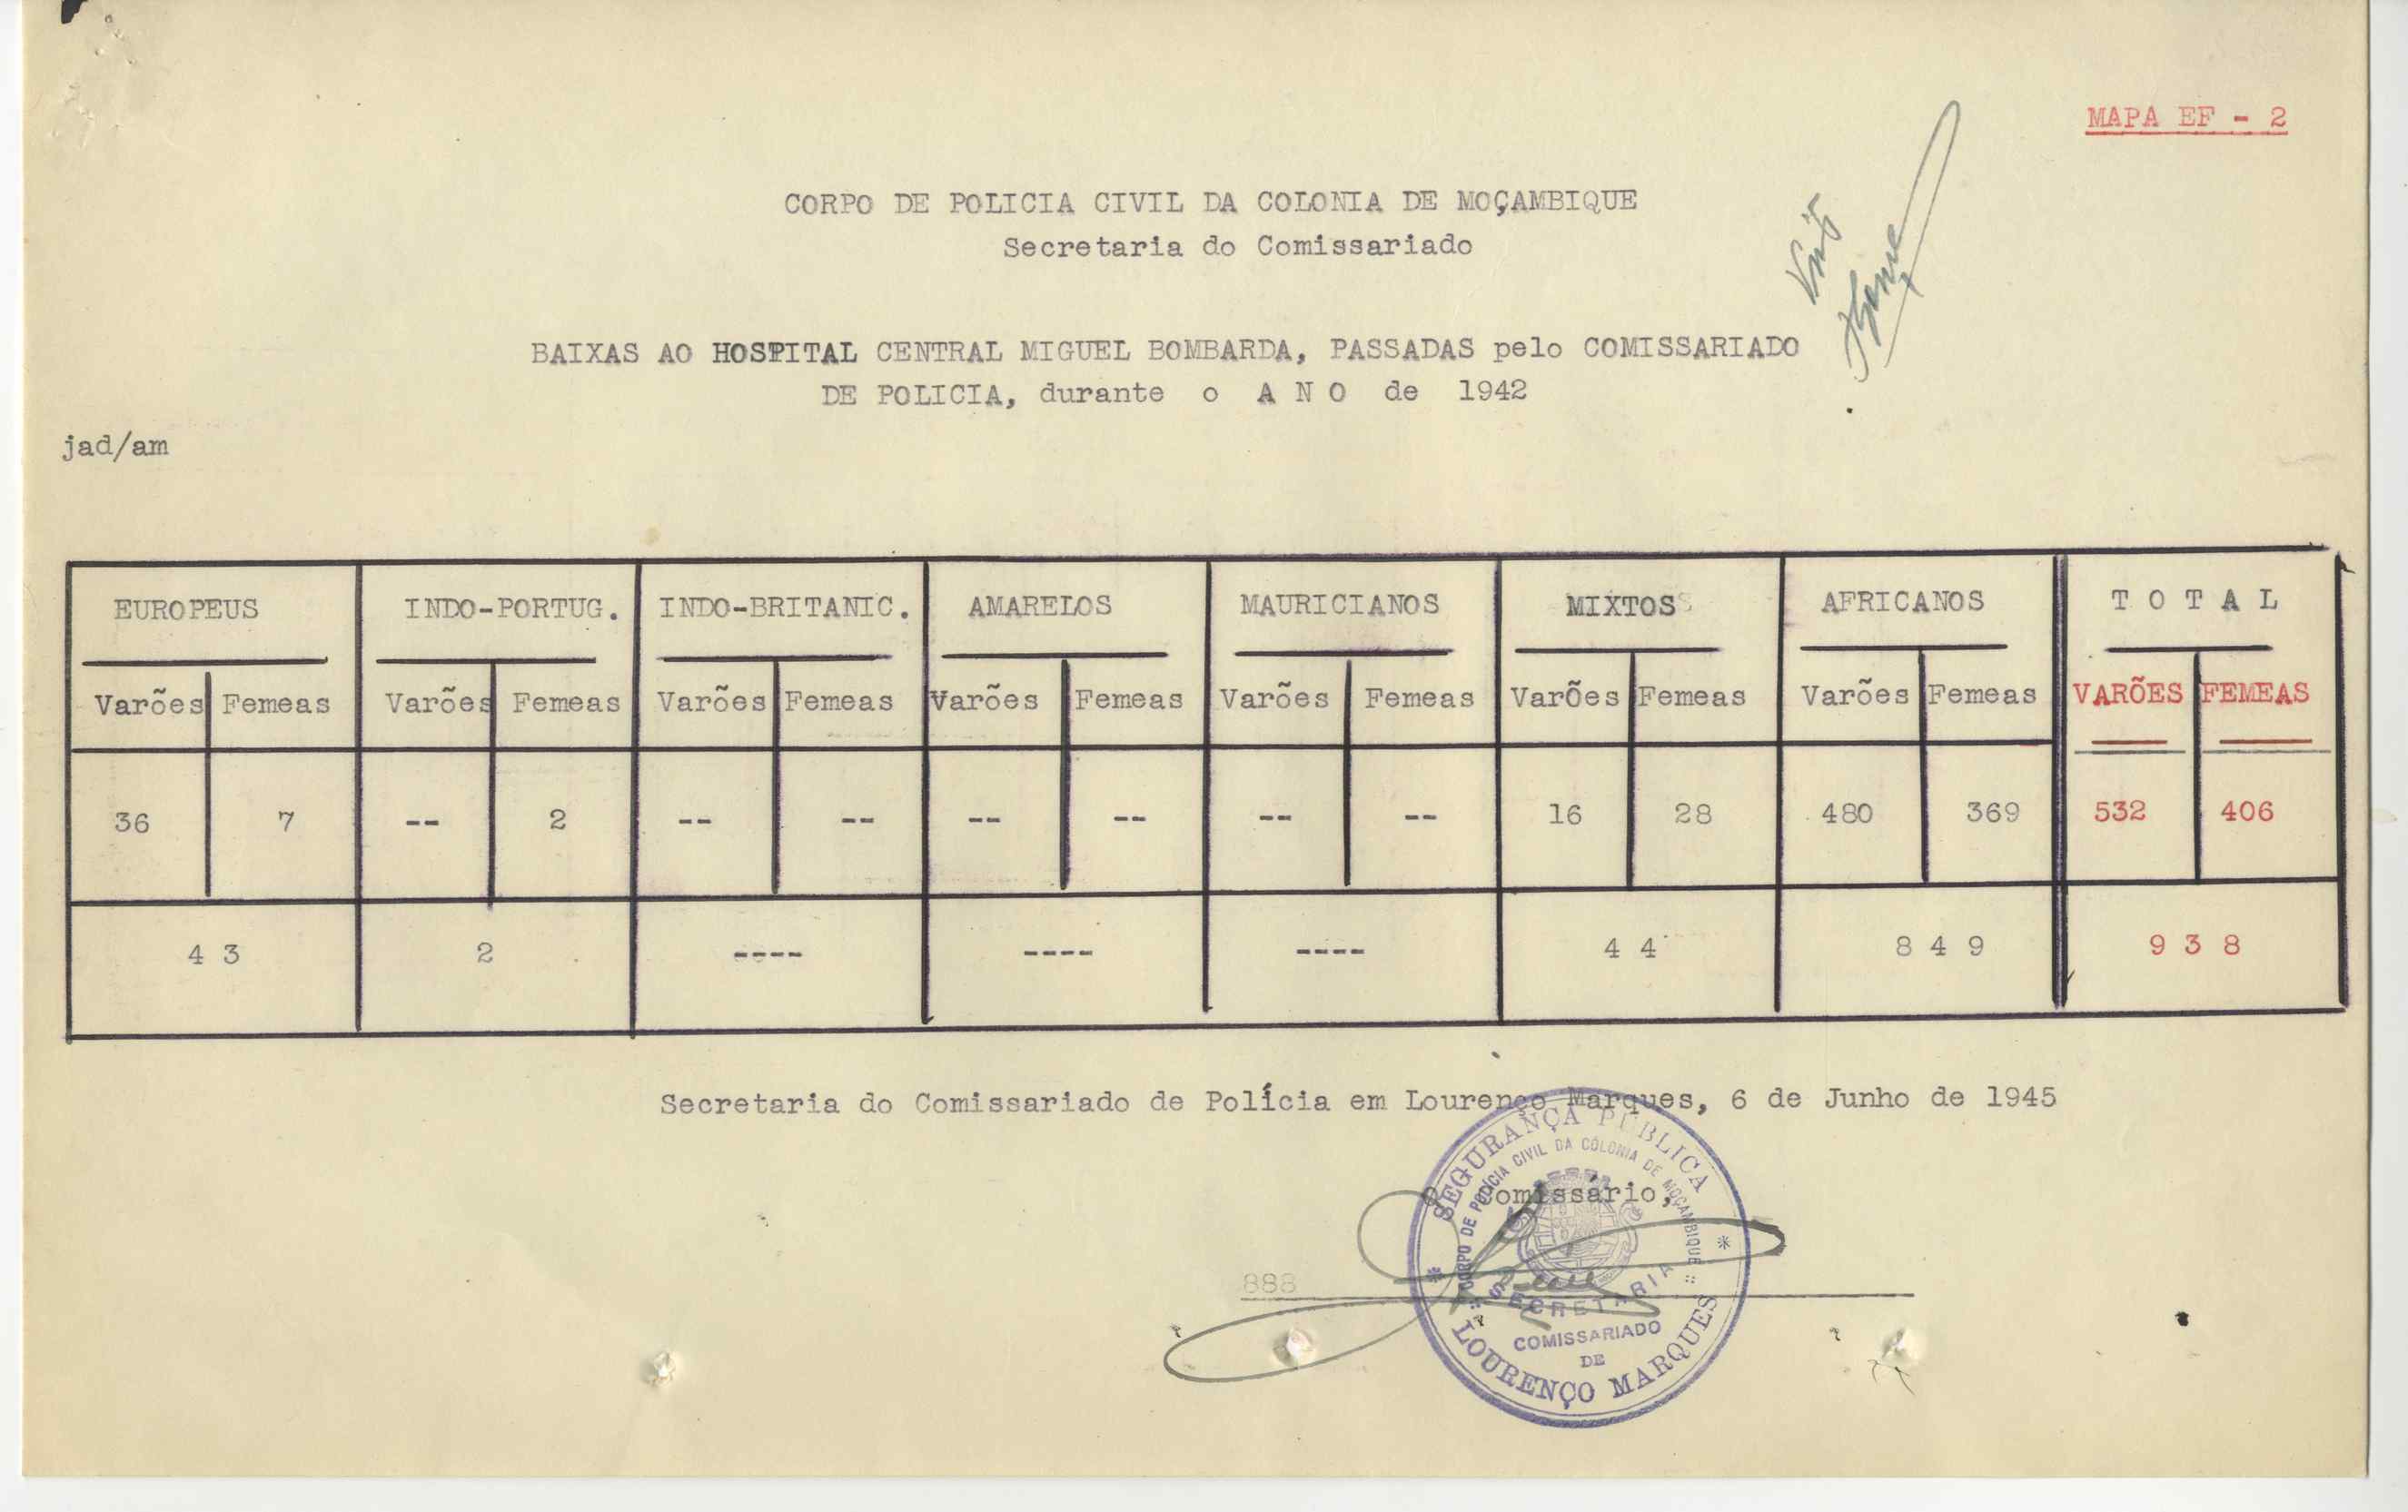 MAPA EF - 2
CORPO DE POLICIA CIVIL DA COLONIA DE MOÇAMBIQUE
Secretaria do Comissariado
BAIXAS AO HOSPITAL CENTRAL MIGUEL BOMBARDA, PASSADAS pelo COMISSARIADO
DE POLICIA, durante o A N O de 1942
jad/am
EUROPEUS INDO-PORTUG. INDO-BRITANIC. AMARELOS MAURICIANOS MIXTOS AFRICANOS T O T A L
Varões Femeas Varões Femeas Varões Femeas Varões Femeas Varões Femeas VarÕes Femeas Varões Femeas VARÕES FEMEAS
36 7 -- 2 -- -- -- -- -- -- 16 28 480 369 532 406
4 3 2 ---- ---- ---- 4 4 8 4 9 9 3 8
Secretaria do Comissariado de Polícia em Lourenço Marques, 6 de Junho de 1945
O Comissário,
888
SEGURANÇA PUBLICA
CORPO DE POLÍCIA CIVIL DA COLONIA DE MOÇAMBIQUE
SECRETARIA
COMISSARIADO
DE
LOURENÇO MARQUES